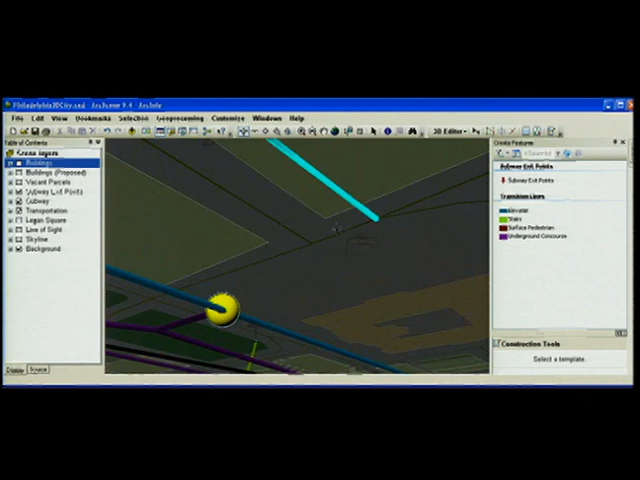 Philadelphia3DCity.sxd - ArcScene 9.4 - ArcInfo
File Edit View Bookmarks Selection Geoprocessing Customize Windows Help
3D Editor
Table Of Contents
Scene layers
Buildings
Buildings (Proposed)
Vacant Parcels
Subway Exit Points
Subway
Transportation
Logan Square
Line of Sight
Skyline
Background
Display Source
Create Features
<Search>
Subway Exit Points
Subway Exit Points
Transition Lines
Elevator
Stairs
Surface Pedestrian
Underground Concourse
Construction Tools
Select a template.